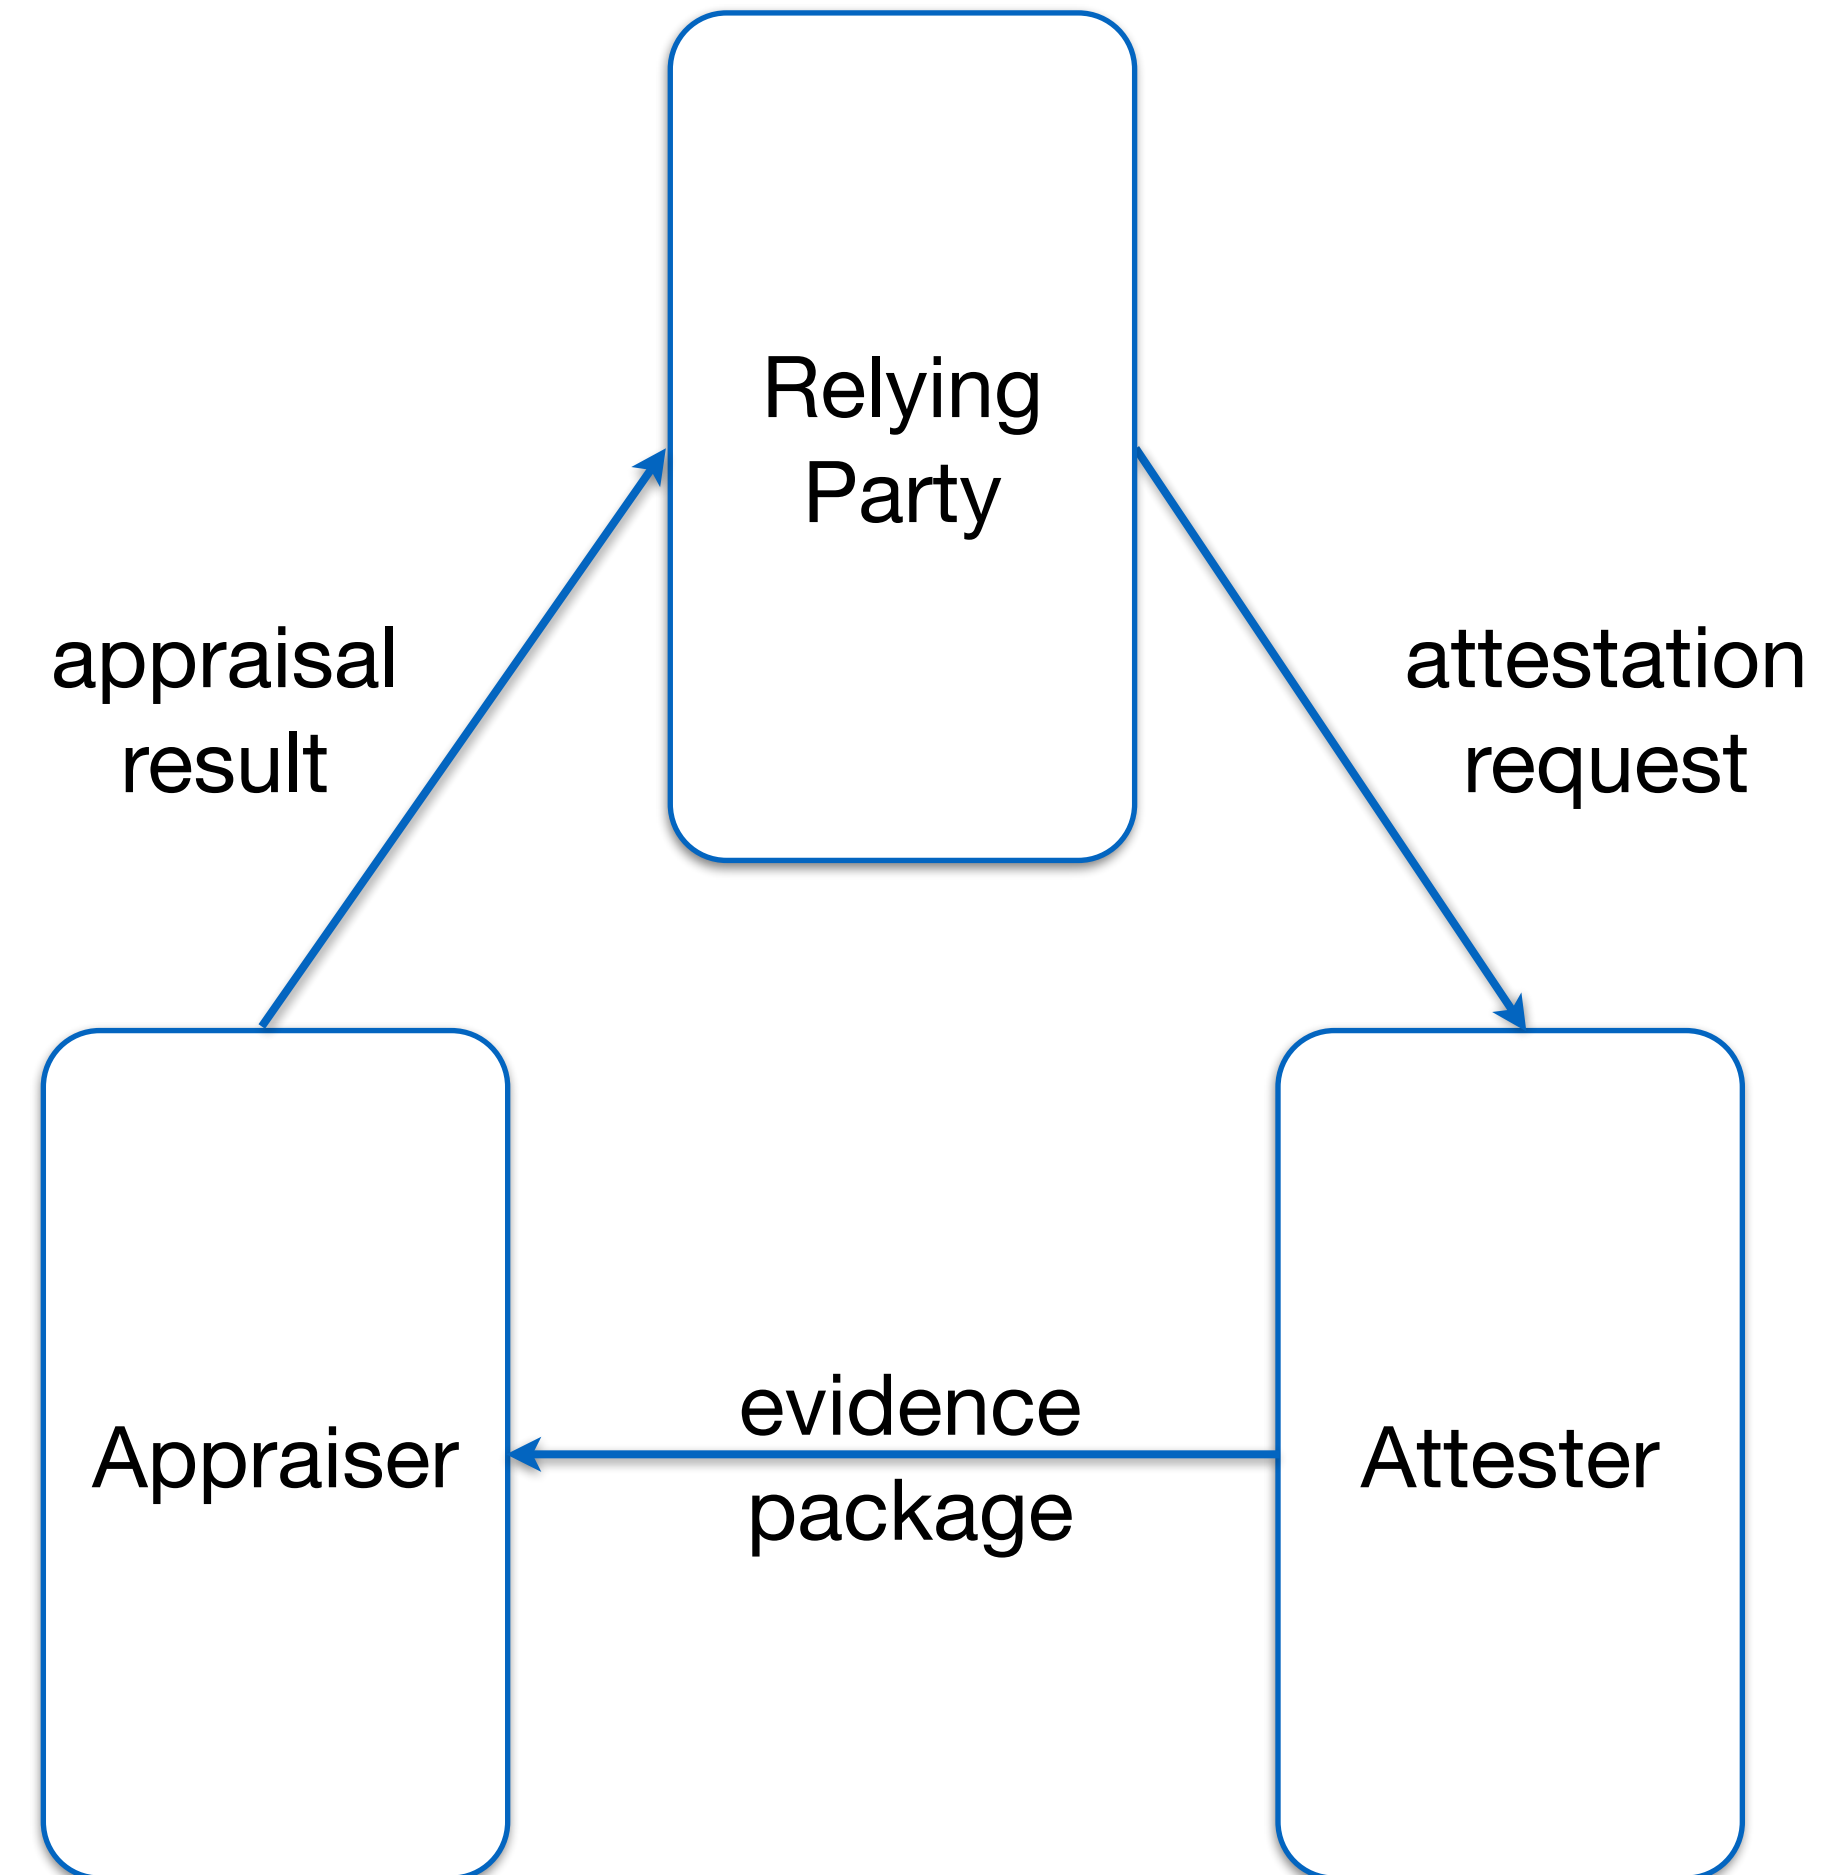 Relying
Party
appraisal
result
attestation
request
Appraiser
evidence
package
Attester